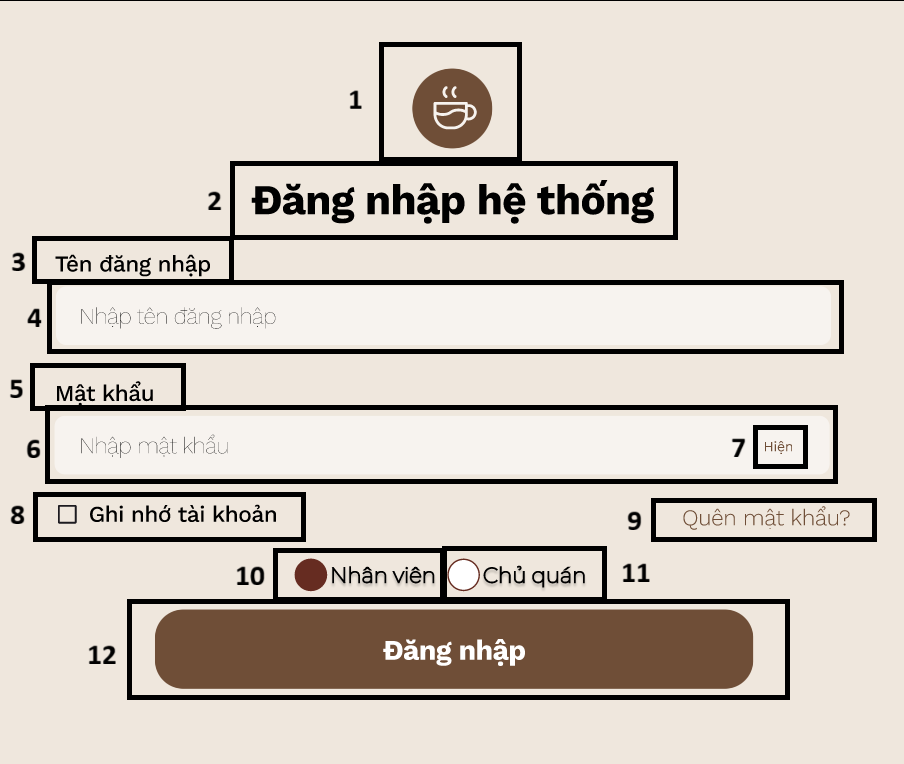 1
2 Đăng nhập hệ thống
3 Tên đăng nhập
4 Nhập tên đăng nhập
5 Mật khẩu
6 Nhập mật khẩu 7 Hiện
8 Ghi nhớ tài khoản 9 Quên mật khẩu?
10 Nhân viên Chủ quán 11
12 Đăng nhập